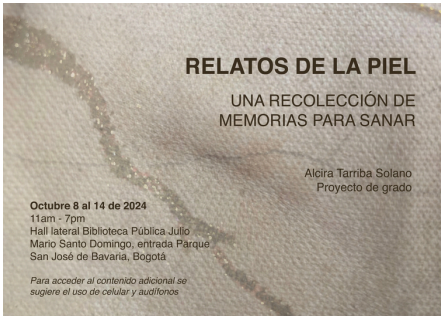 RELATOS DE LA PIEL
UNA RECOLECCIÓN DE
MEMORIAS PARA SANAR
Alcira Tarriba Solano
Proyecto de grado
Octubre 8 al 14 de 2024
11am - 7pm
Hall lateral Biblioteca Pública Julio
Mario Santo Domingo, entrada Parque
San José de Bavaria, Bogotá
Para acceder al contenido adicional se
sugiere el uso de celular y audífonos